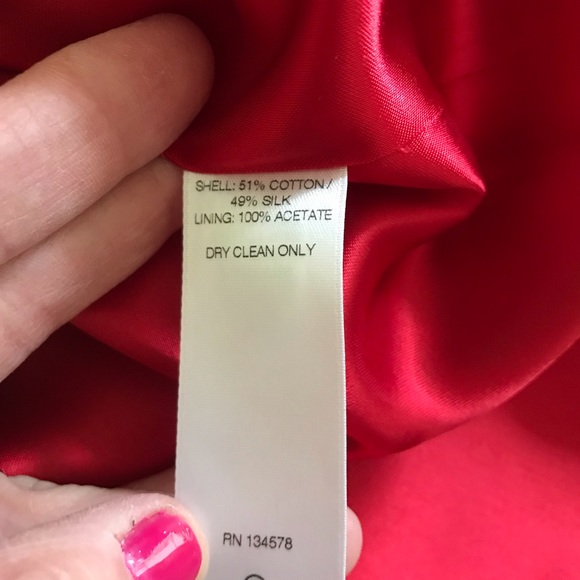 SHELL: 51% COTTON /
49% SILK
LINING: 100% ACETATE
DRY CLEAN ONLY
RN 134578